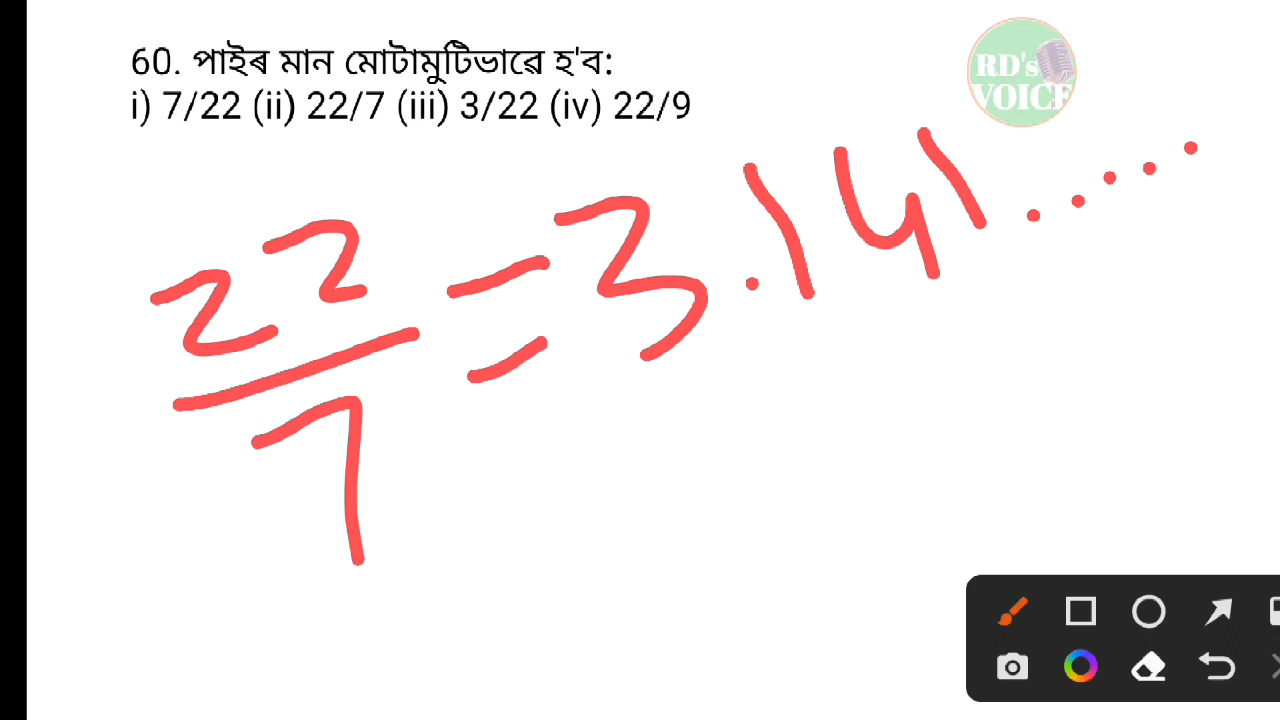 60. পাইৰ মান মোটামুটিভাৱে হ'ব:
i) 7/22 (ii) 22/7 (iii) 3/22 (iv) 22/9
RD's
VOICE
22/7 = 3.141.....